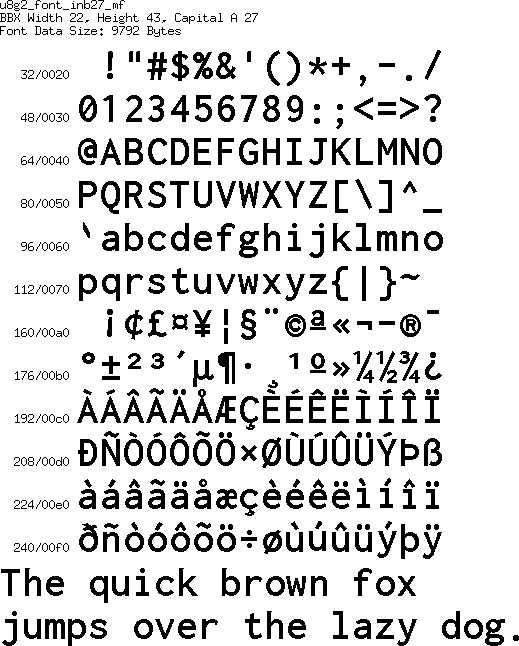 u8g2_font_inb27_mf
BBX Width 22, Height 43, Capital A 27
Font Data Size: 9792 Bytes
32/0020 !"#$%&'()*+,-./
48/0030 0123456789:;<=>?
64/0040 @ABCDEFGHIJKLMNO
80/0050 PQRSTUVWXYZ[\]^_
96/0060 `abcdefghijklmno
112/0070 pqrstuvwxyz{|}~
160/00a0 ¡¢£¤¥¦§¨©ª«¬-®¯
176/00b0 °±²³´µ¶·¸¹º»¼½¾¿
192/00c0 ÀÁÂÃÄÅÆÇÈÉÊËÌÍÎÏ
208/00d0 ÐÑÒÓÔÕÖ×ØÙÚÛÜÝÞß
224/00e0 àáâãäåæçèéêëìíîï
240/00f0 ðñòóôõö÷øùúûüýþÿ
The quick brown fox
jumps over the lazy dog.